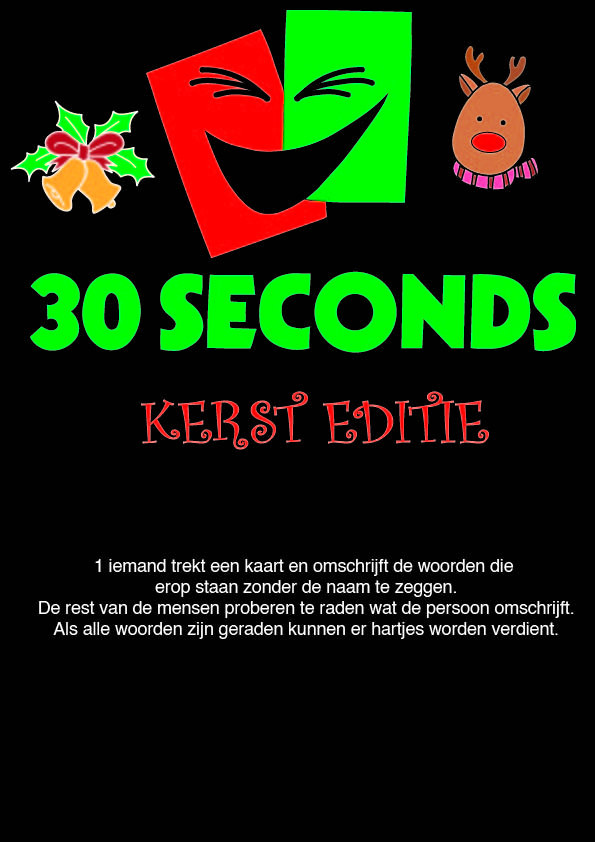 30 SECONDS
KERST EDITIE
1 iemand trekt een kaart en omschrijft de woorden die
erop staan zonder de naam te zeggen.
De rest van de mensen proberen te raden wat de persoon omschrijft.
Als alle woorden zijn geraden kunnen er hartjes worden verdient.